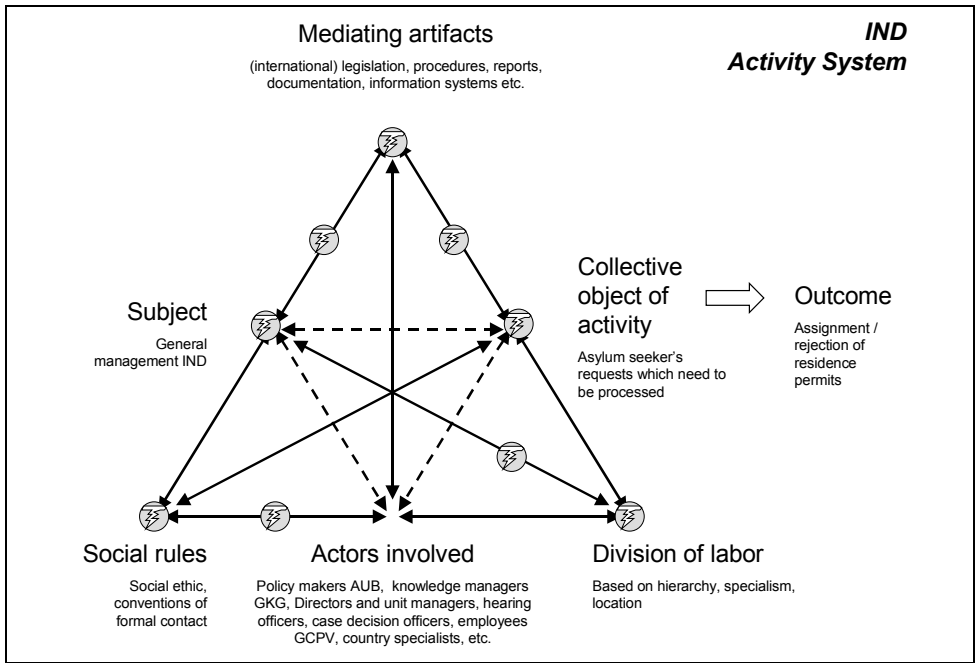 Mediating artifacts
(international) legislation, procedures, reports,
documentation, information systems etc.
IND
Activity System
Subject
General
management IND
Collective
object of
activity
Asylum seeker's
requests which need to
be processed
Outcome
Assignment /
rejection of
residence
permits
Social rules
Social ethic,
conventions of
formal contact
Actors involved
Policy makers AUB, knowledge managers
GKG, Directors and unit managers, hearing
officers, case decision officers, employees
GCPV, country specialists, etc.
Division of labor
Based on hierarchy, specialism,
location